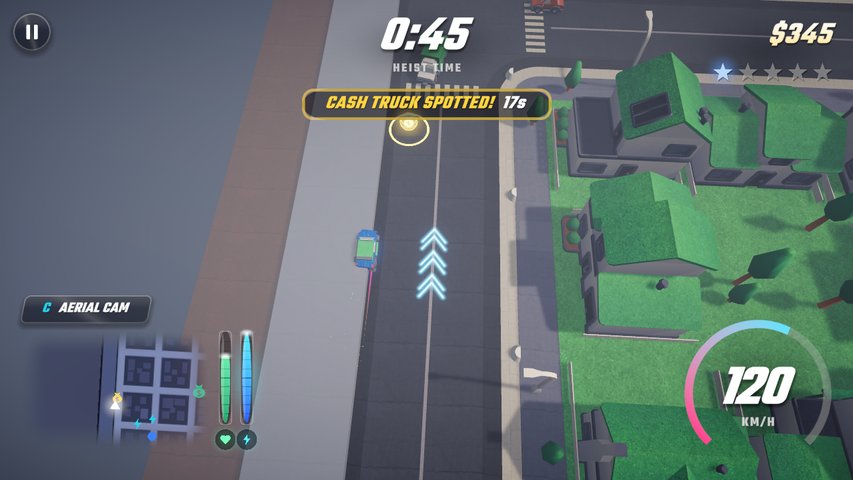 0:45
HEIST TIME
$345
CASH TRUCK SPOTTED! 17s
C AERIAL CAM
120
KM/H